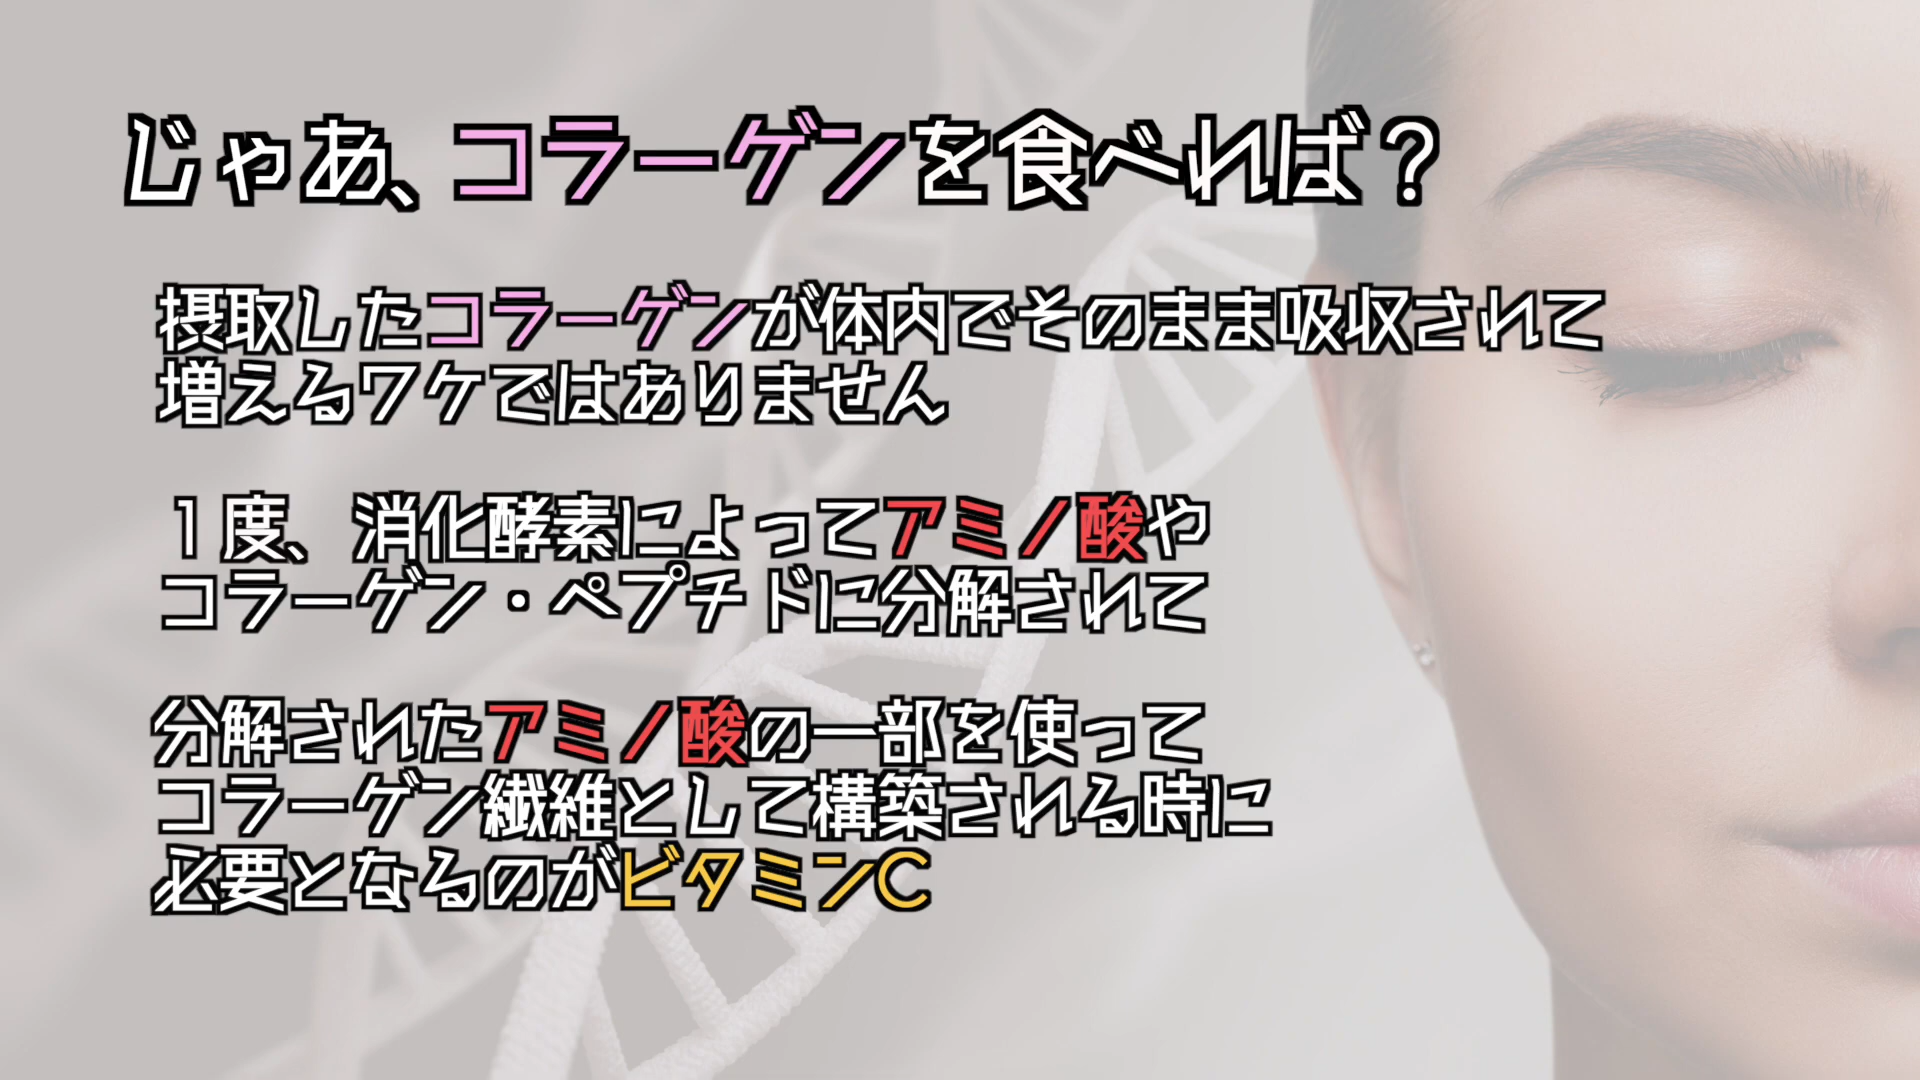 じゃあ、コラーゲンを食べれば？
摂取したコラーゲンが体内でそのまま吸収されて
増えるワケではありません
１度、消化酵素によってアミノ酸や
コラーゲン・ペプチドに分解されて
分解されたアミノ酸の一部を使って
コラーゲン繊維として構築される時に
必要となるのがビタミンC